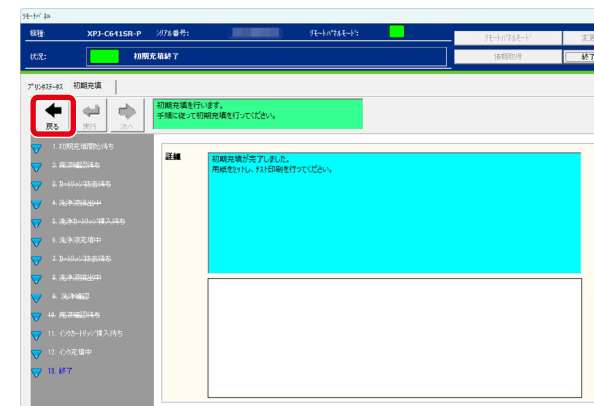 ﾘﾓｰﾄﾊﾟﾈﾙ
機種: XPJ-C641SR-P ｼﾘｱﾙ番号: ﾘﾓｰﾄﾊﾟﾈﾙﾓｰﾄﾞ: ﾘﾓｰﾄﾊﾟﾈﾙﾓｰﾄﾞ 変更
状況: 初期充填終了 情報取得 終了
ﾌﾟﾘﾝﾀｽﾃｰﾀｽ 初期充填
戻る 実行 次へ
初期充填を行います。
手順に従って初期充填を行ってください。
1. 初期充填開始待ち
2. 廃液確認待ち
3. ｶｰﾄﾘｯｼﾞ抜去待ち
4. 洗浄液排出中
5. 洗浄ｶｰﾄﾘｯｼﾞ挿入待ち
6. 洗浄液充填中
7. ｶｰﾄﾘｯｼﾞ抜去待ち
8. 洗浄液排出中
9. 洗浄確認
10. 廃液確認待ち
11. ｲﾝｸｶｰﾄﾘｯｼﾞ挿入待ち
12. ｲﾝｸ充填中
13. 終了
詳細
初期充填が完了しました。
用紙をｾｯﾄし、ﾃｽﾄ印刷を行ってください。